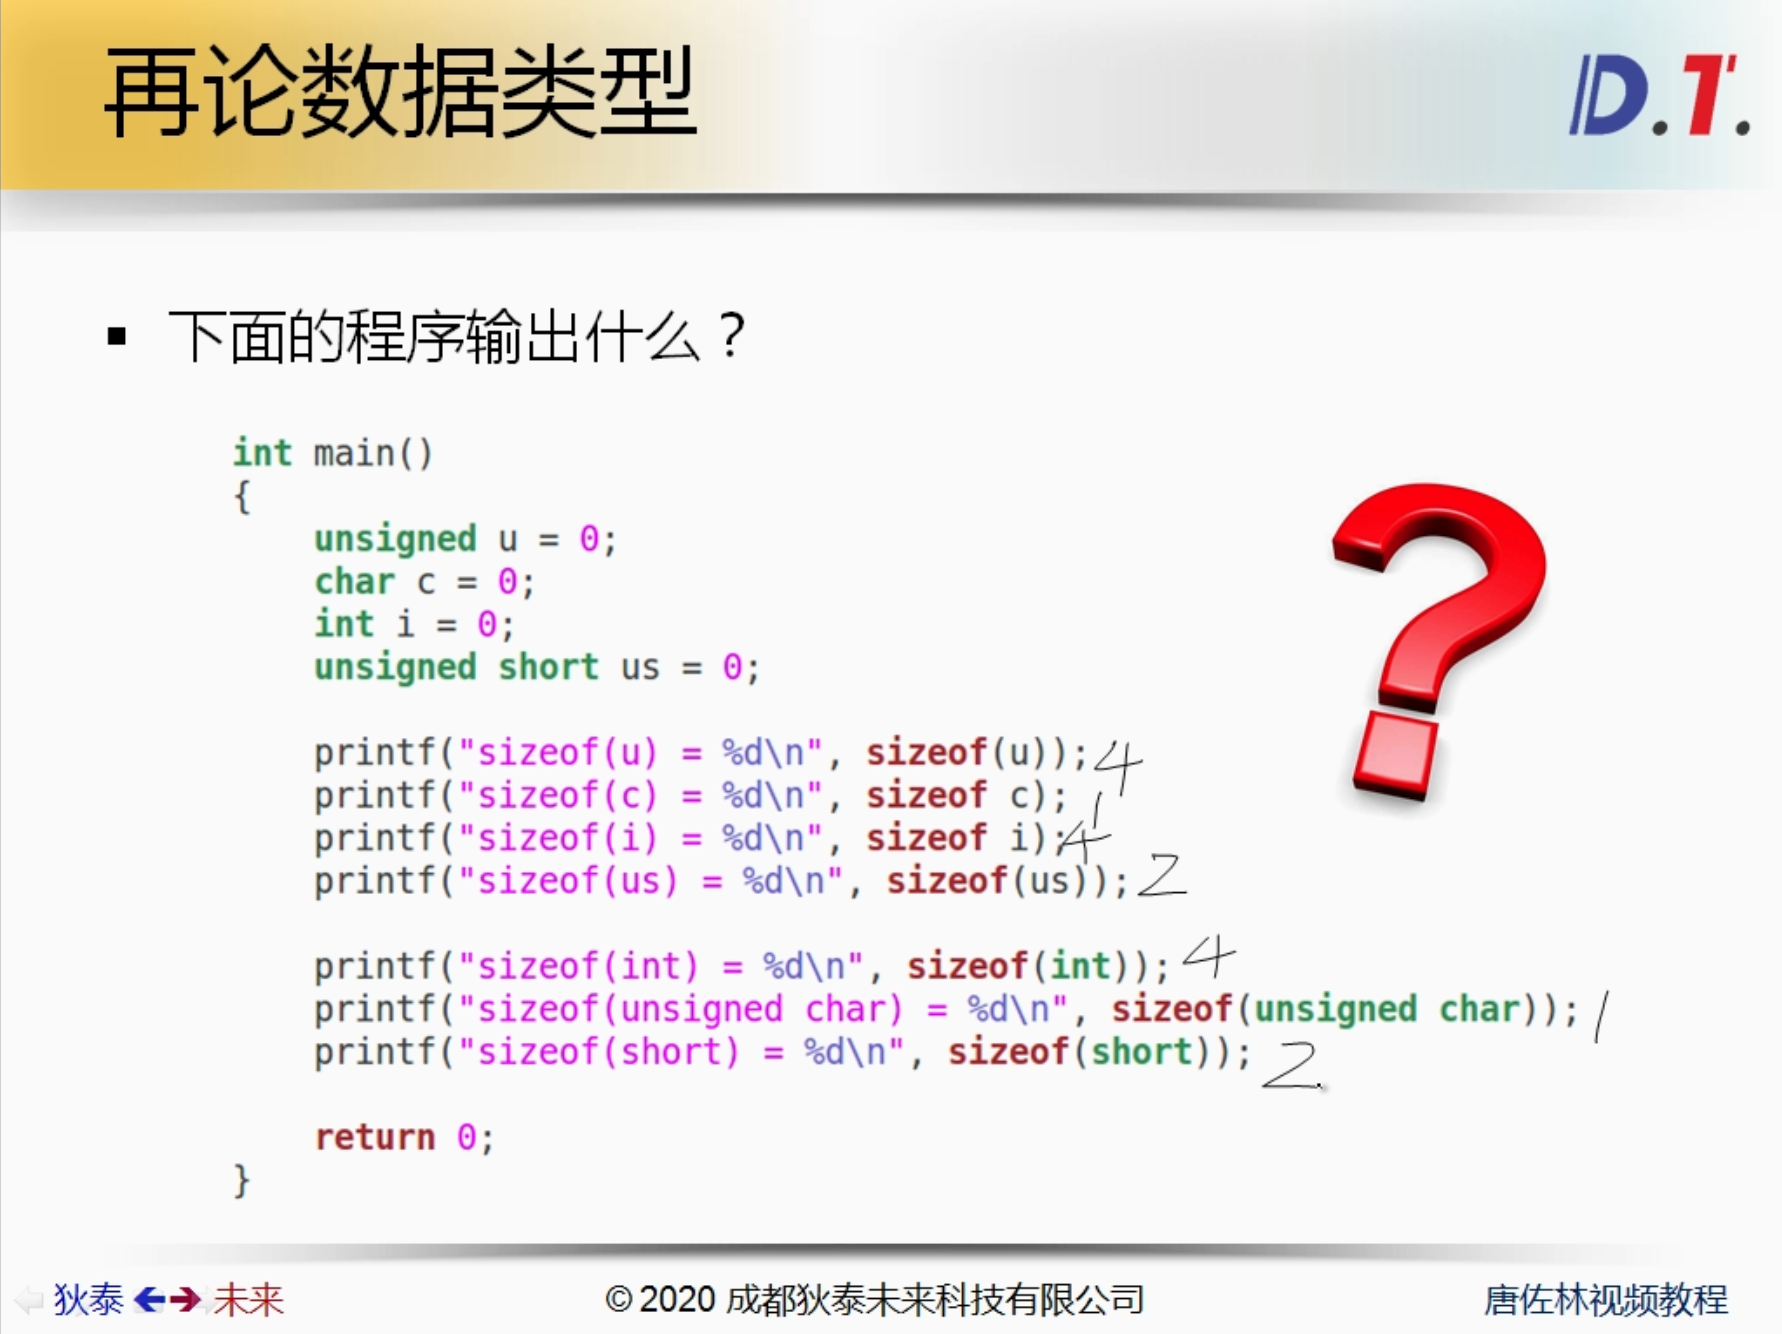 再论数据类型
D.T.
▪ 下面的程序输出什么？
int main()
{
unsigned u = 0;
char c = 0;
int i = 0;
unsigned short us = 0;
printf("sizeof(u) = %d\n", sizeof(u)); 4
printf("sizeof(c) = %d\n", sizeof c); 1
printf("sizeof(i) = %d\n", sizeof i); 4
printf("sizeof(us) = %d\n", sizeof(us)); 2
printf("sizeof(int) = %d\n", sizeof(int)); 4
printf("sizeof(unsigned char) = %d\n", sizeof(unsigned char)); 1
printf("sizeof(short) = %d\n", sizeof(short)); 2.
return 0;
}
狄泰 未来
© 2020 成都狄泰未来科技有限公司
唐佐林视频教程